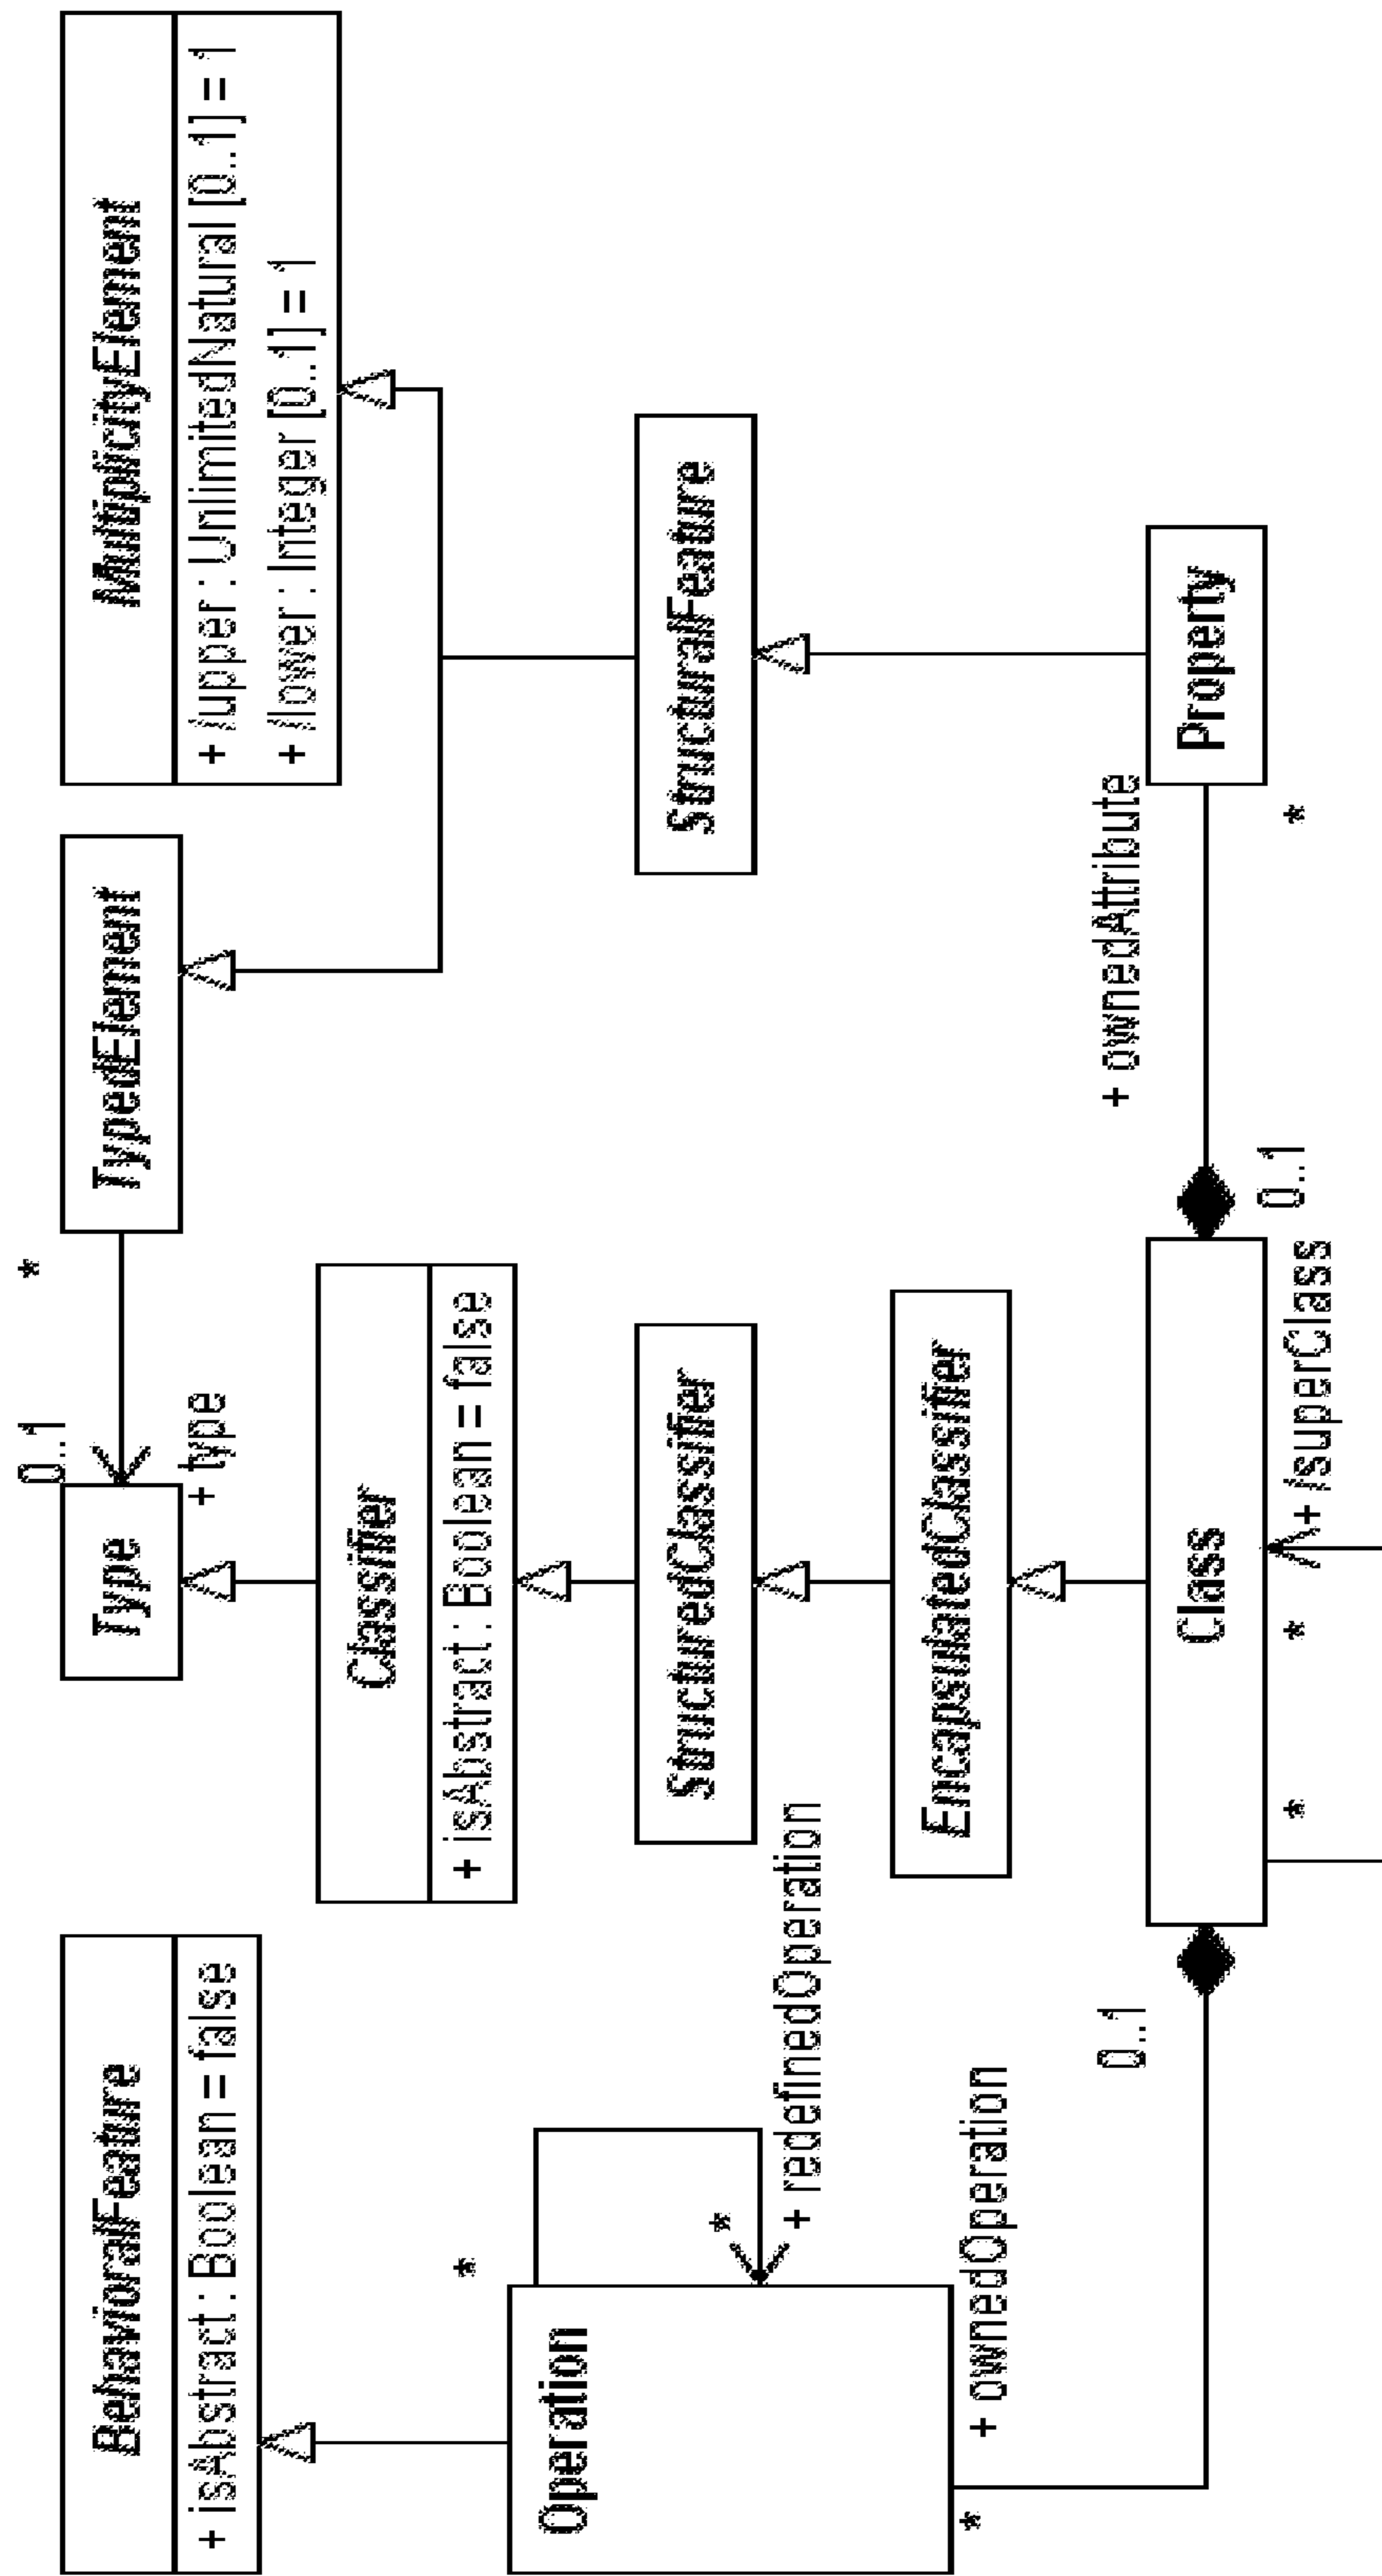 BehavioralFeature
+ isAbstract : Boolean = false
Type
0..1
+ type
*
TypedElement
MultiplicityElement
+ /upper : UnlimitedNatural [0..1] = 1
+ /lower : Integer [0..1] = 1
Classifier
+ isAbstract : Boolean = false
*
Operation
*
+ redefinedOperation
StructuredClassifier
StructuralFeature
EncapsulatedClassifier
*
+ ownedOperation
0..1
Class
+ ownedAttribute
Property
*
*
+ /superClass
0..1
*